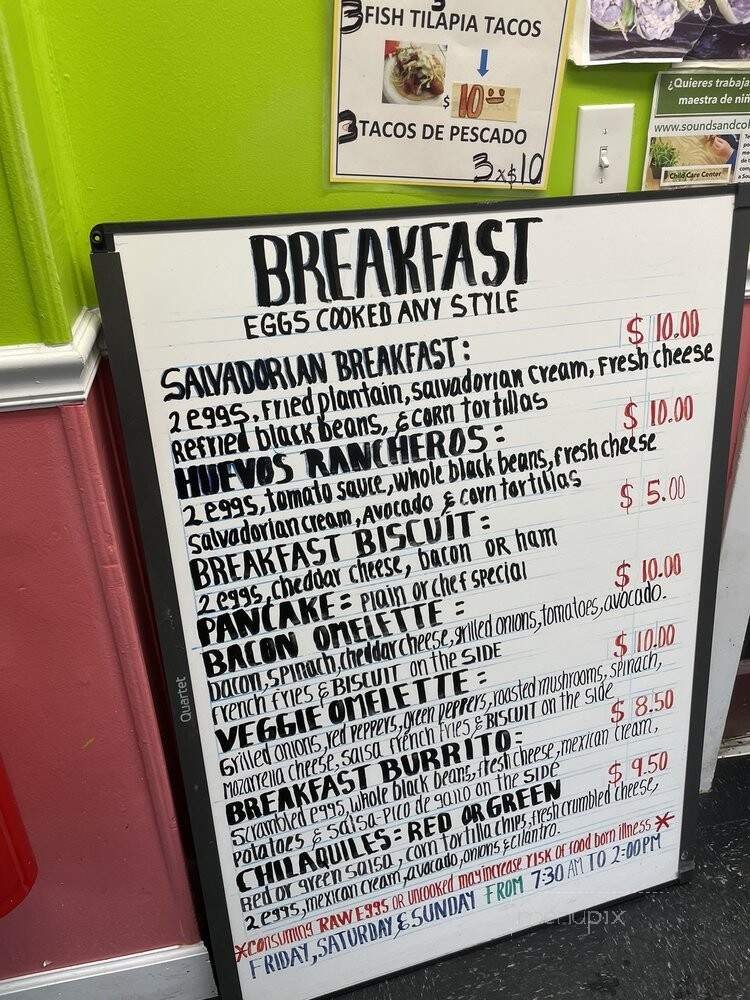 3
3 FISH TILAPIA TACOS
$ 10.00
3 TACOS DE PESCADO
3x$10
¿Quieres trabaja
maestra de niñ
www.soundsandcol
Child Care Center
BREAKFAST
EGGS COOKED ANY STYLE
SALVADORIAN BREAKFAST: $ 10.00
2 eggs, Fried plantain, salvadorian cream, Fresh cheese
Refried black beans, & corn tortillas
HUEVOS RANCHEROS: $ 10.00
2 eggs, tomato sauce, whole black beans, fresh cheese
salvadorian cream, Avocado & corn tortillas
BREAKFAST BISCUIT: $ 5.00
2 eggs, cheddar cheese, bacon OR ham
PANCAKE: Plain or chef special
BACON OMELETTE: $ 10.00
bacon, spinach, cheddar cheese, grilled onions, tomatoes, avocado.
french fries & BISCUIT on the SIDE
VEGGIE OMELETTE: $ 10.00
Grilled onions, red peppers, green peppers, roasted mushrooms, spinach,
Mozarella cheese, salsa french fries & BISCUIT on the side
BREAKFAST BURRITO: $ 8.50
Scrambled eggs, whole black beans, fresh cheese, mexican cream,
potatoes & salsa-pico de gallo on the SIDE
CHILAQUILES: RED OR GREEN $ 9.50
Red or green salsa, corn tortilla chips, fresh crumbled cheese,
2 eggs, mexican cream, avocado, onions & cilantro.
*CONSUMING RAW EGGS OR UNCOOKED may increase RISK OF food born illness*
FRIDAY, SATURDAY & SUNDAY FROM 7:30 AM TO 2:00PM
Quartet
menupix